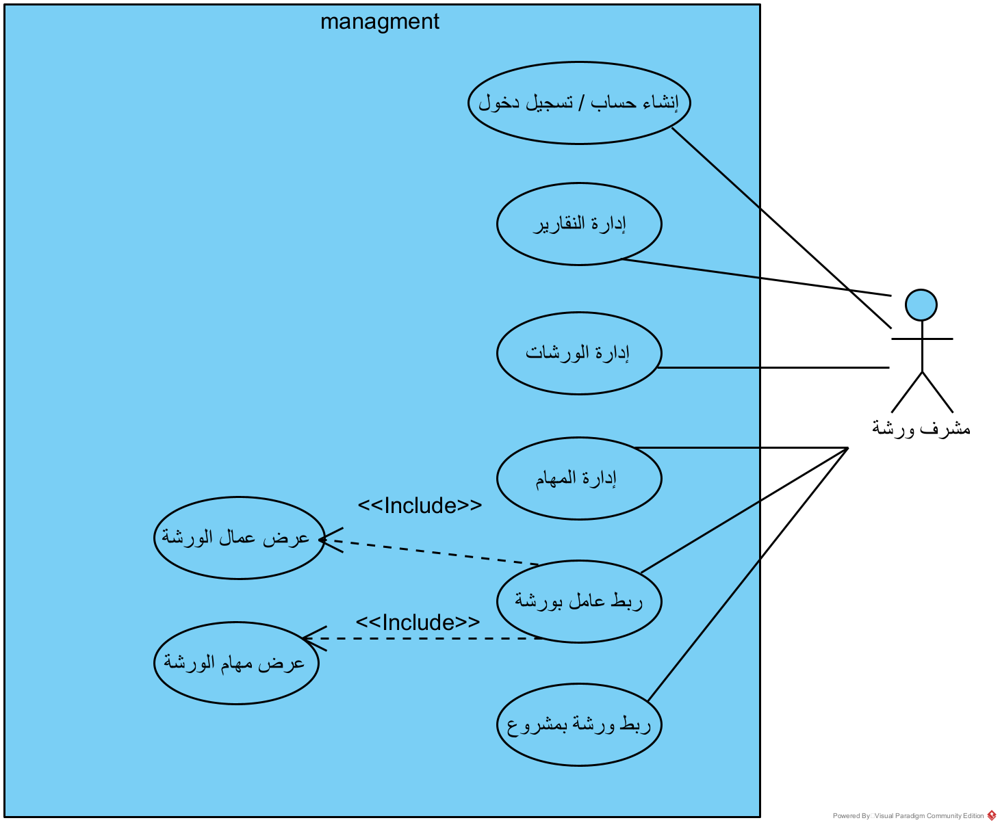 managment
إنشاء حساب / تسجيل دخول
إدارة النقارير
إدارة الورشات
مشرف ورشة
إدارة المهام
<<Include>>
عرض عمال الورشة
ربط عامل بورشة
<<Include>>
عرض مهام الورشة
ربط ورشة بمشروع
Powered By Visual Paradigm Community Edition